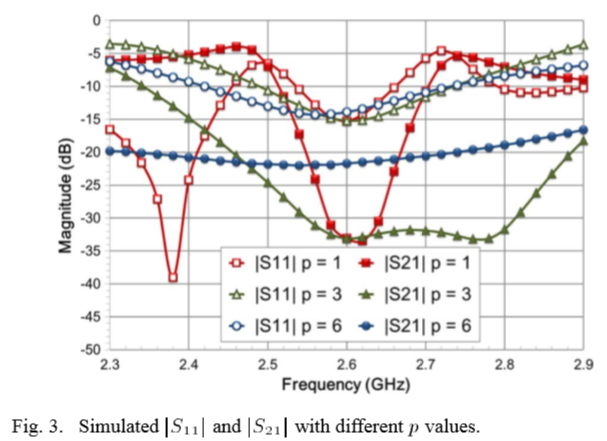 0
-5
-10
-15
-20
-25
-30
-35
-40
-45
-50
Magnitude (dB)
|S11| p = 1 |S21| p = 1
|S11| p = 3 |S21| p = 3
|S11| p = 6 |S21| p = 6
2.3 2.4 2.5 2.6 2.7 2.8 2.9
Frequency (GHz)
Fig. 3. Simulated |S₁₁| and |S₂₁| with different p values.